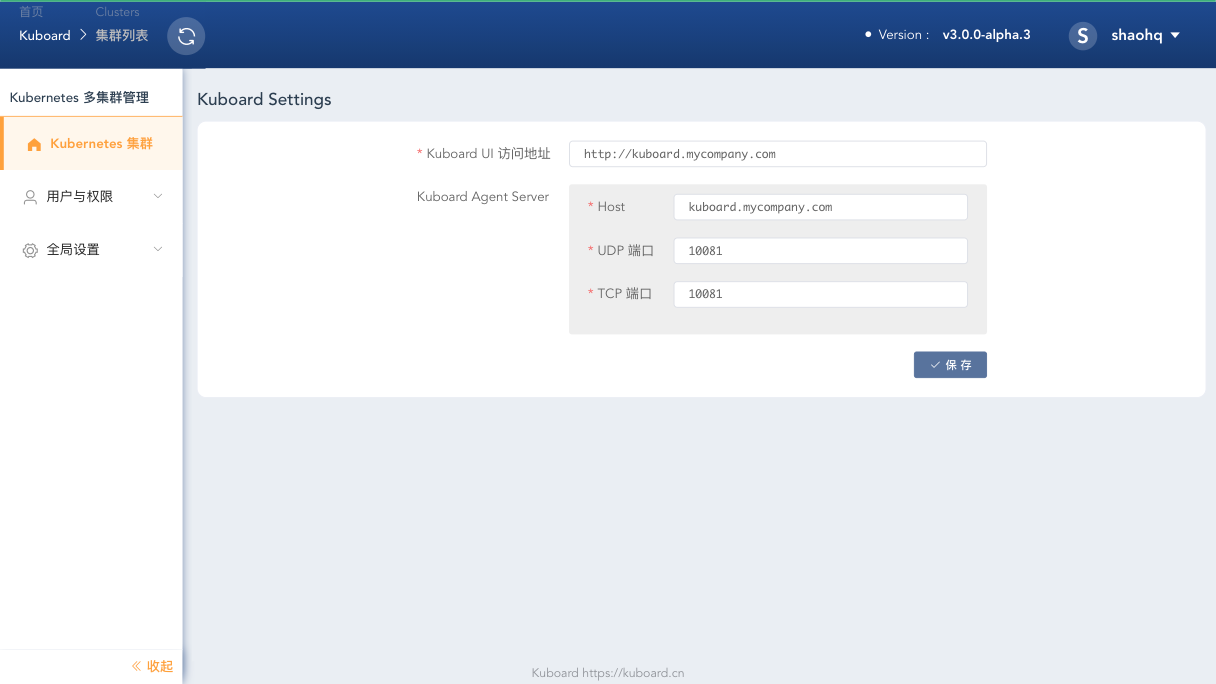 首页 Clusters
Kuboard > 集群列表
Version : v3.0.0-alpha.3
S shaohq
Kubernetes 多集群管理
Kubernetes 集群
用户与权限
全局设置
收起
Kuboard Settings
* Kuboard UI 访问地址 http://kuboard.mycompany.com
Kuboard Agent Server
* Host kuboard.mycompany.com
* UDP 端口 10081
* TCP 端口 10081
保 存
Kuboard https://kuboard.cn